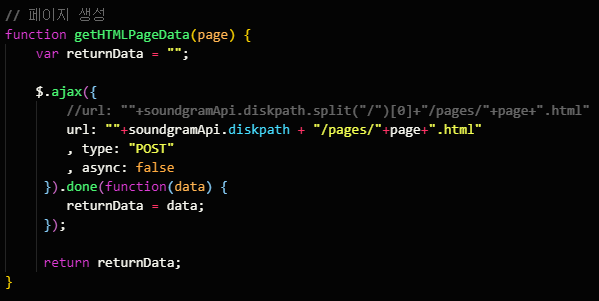 // 페이지 생성
function getHTMLPageData(page) {
var returnData = "";
$.ajax({
//url: ""+soundgramApi.diskpath.split("/")[0]+"/pages/"+page+".html"
url: ""+soundgramApi.diskpath + "/pages/"+page+".html"
, type: "POST"
, async: false
}).done(function(data) {
returnData = data;
});
return returnData;
}